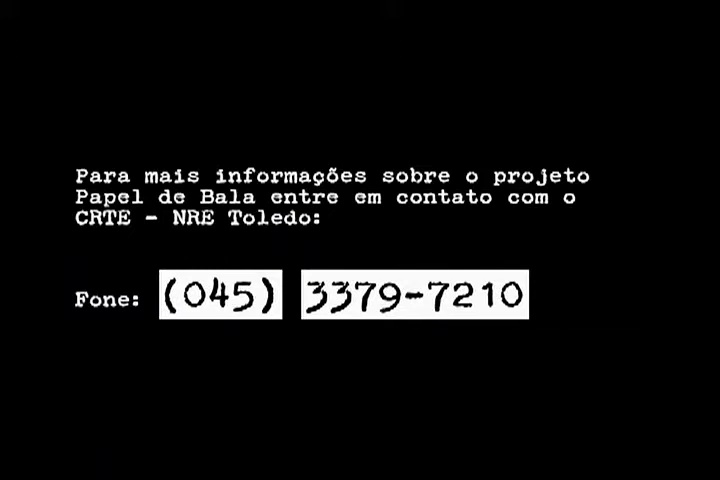 Para mais informações sobre o projeto
Papel de Bala entre em contato com o
CRTE - NRE Toledo:
Fone: (045) 3379-7210